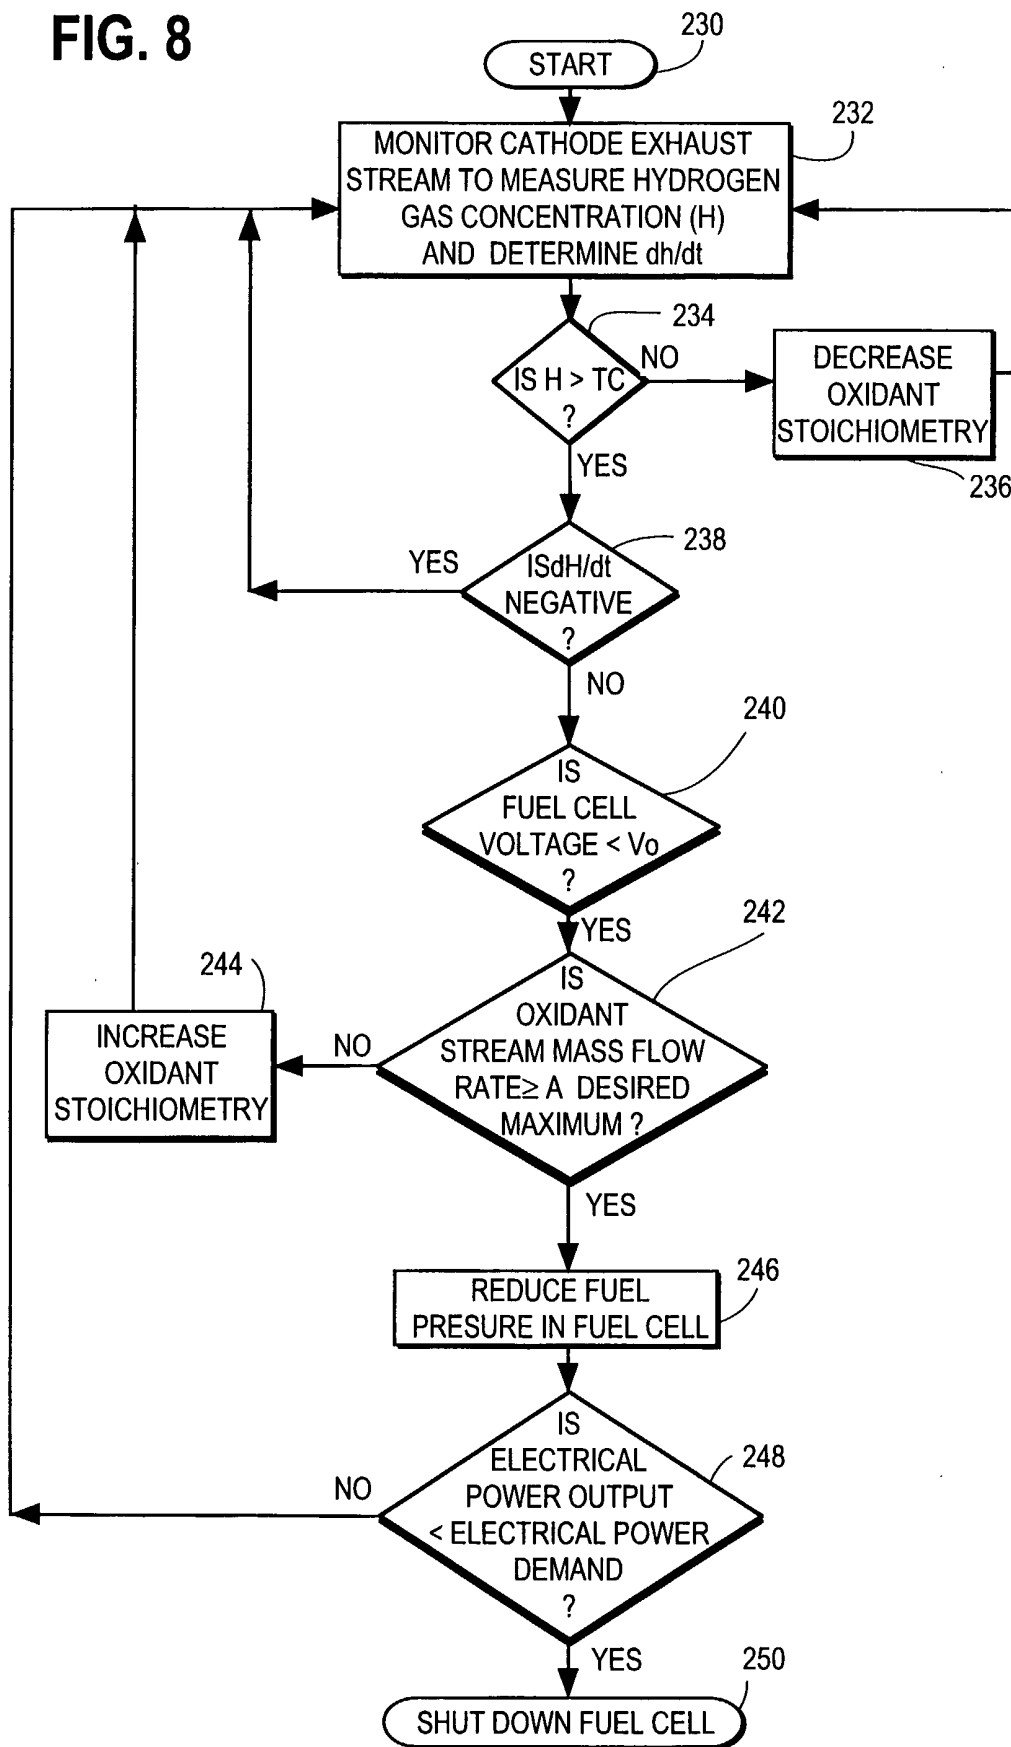 FIG. 8
230
START
232
MONITOR CATHODE EXHAUST
STREAM TO MEASURE HYDROGEN
GAS CONCENTRATION (H)
AND DETERMINE dh/dt
234
IS H > TC
?
NO
YES
DECREASE
OXIDANT
STOICHIOMETRY
236
238
ISdH/dt
NEGATIVE
?
YES
NO
240
IS
FUEL CELL
VOLTAGE < Vo
?
YES
242
IS
OXIDANT
STREAM MASS FLOW
RATE≥ A DESIRED
MAXIMUM ?
NO
244
INCREASE
OXIDANT
STOICHIOMETRY
YES
246
REDUCE FUEL
PRESURE IN FUEL CELL
248
IS
ELECTRICAL
POWER OUTPUT
< ELECTRICAL POWER
DEMAND
?
NO
YES
250
SHUT DOWN FUEL CELL